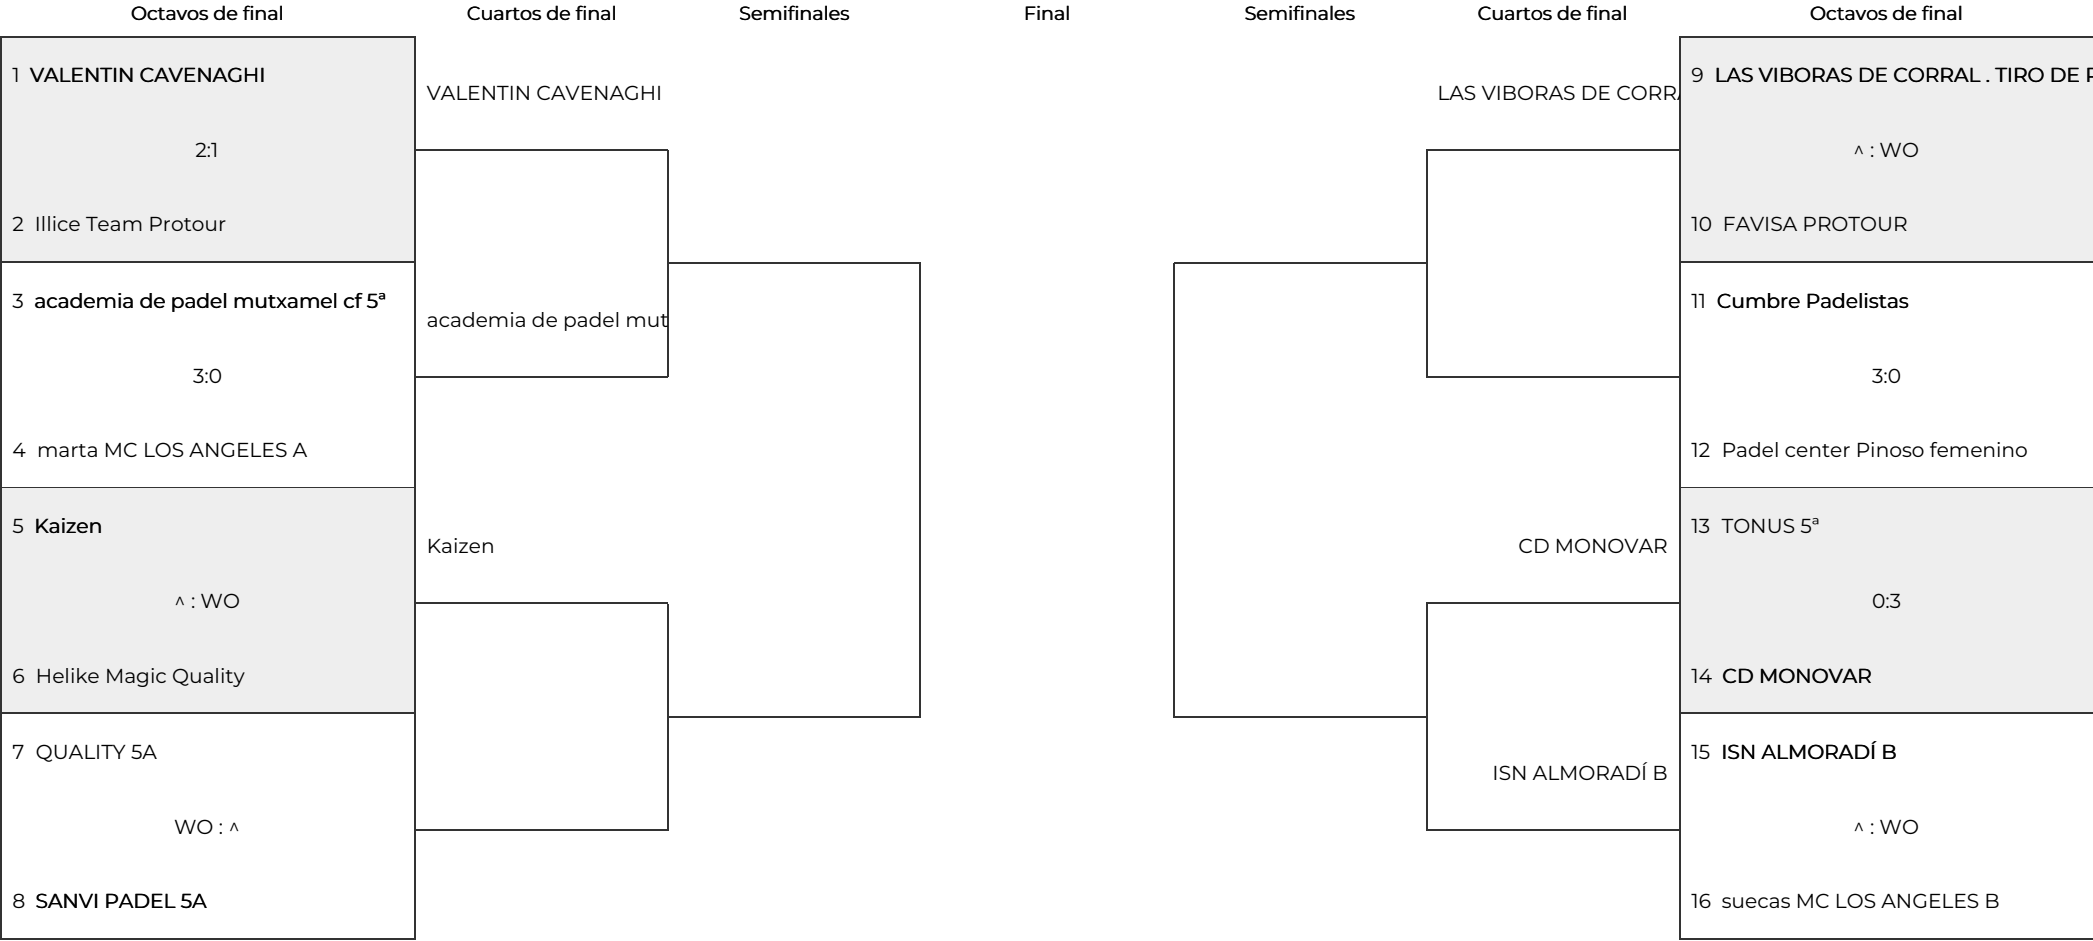 Octavos de final
Cuartos de final
Semifinales
Final
Semifinales
Cuartos de final
Octavos de final
1 VALENTIN CAVENAGHI
2:1
2 Illice Team Protour
3 academia de padel mutxamel cf 5ª
3:0
4 marta MC LOS ANGELES A
5 Kaizen
^ : WO
6 Helike Magic Quality
7 QUALITY 5A
WO : ^
8 SANVI PADEL 5A
VALENTIN CAVENAGHI
academia de padel mut
Kaizen
LAS VIBORAS DE CORRA
CD MONOVAR
ISN ALMORADÍ B
9 LAS VIBORAS DE CORRAL . TIRO DE P
^ : WO
10 FAVISA PROTOUR
11 Cumbre Padelistas
3:0
12 Padel center Pinoso femenino
13 TONUS 5ª
0:3
14 CD MONOVAR
15 ISN ALMORADÍ B
^ : WO
16 suecas MC LOS ANGELES B